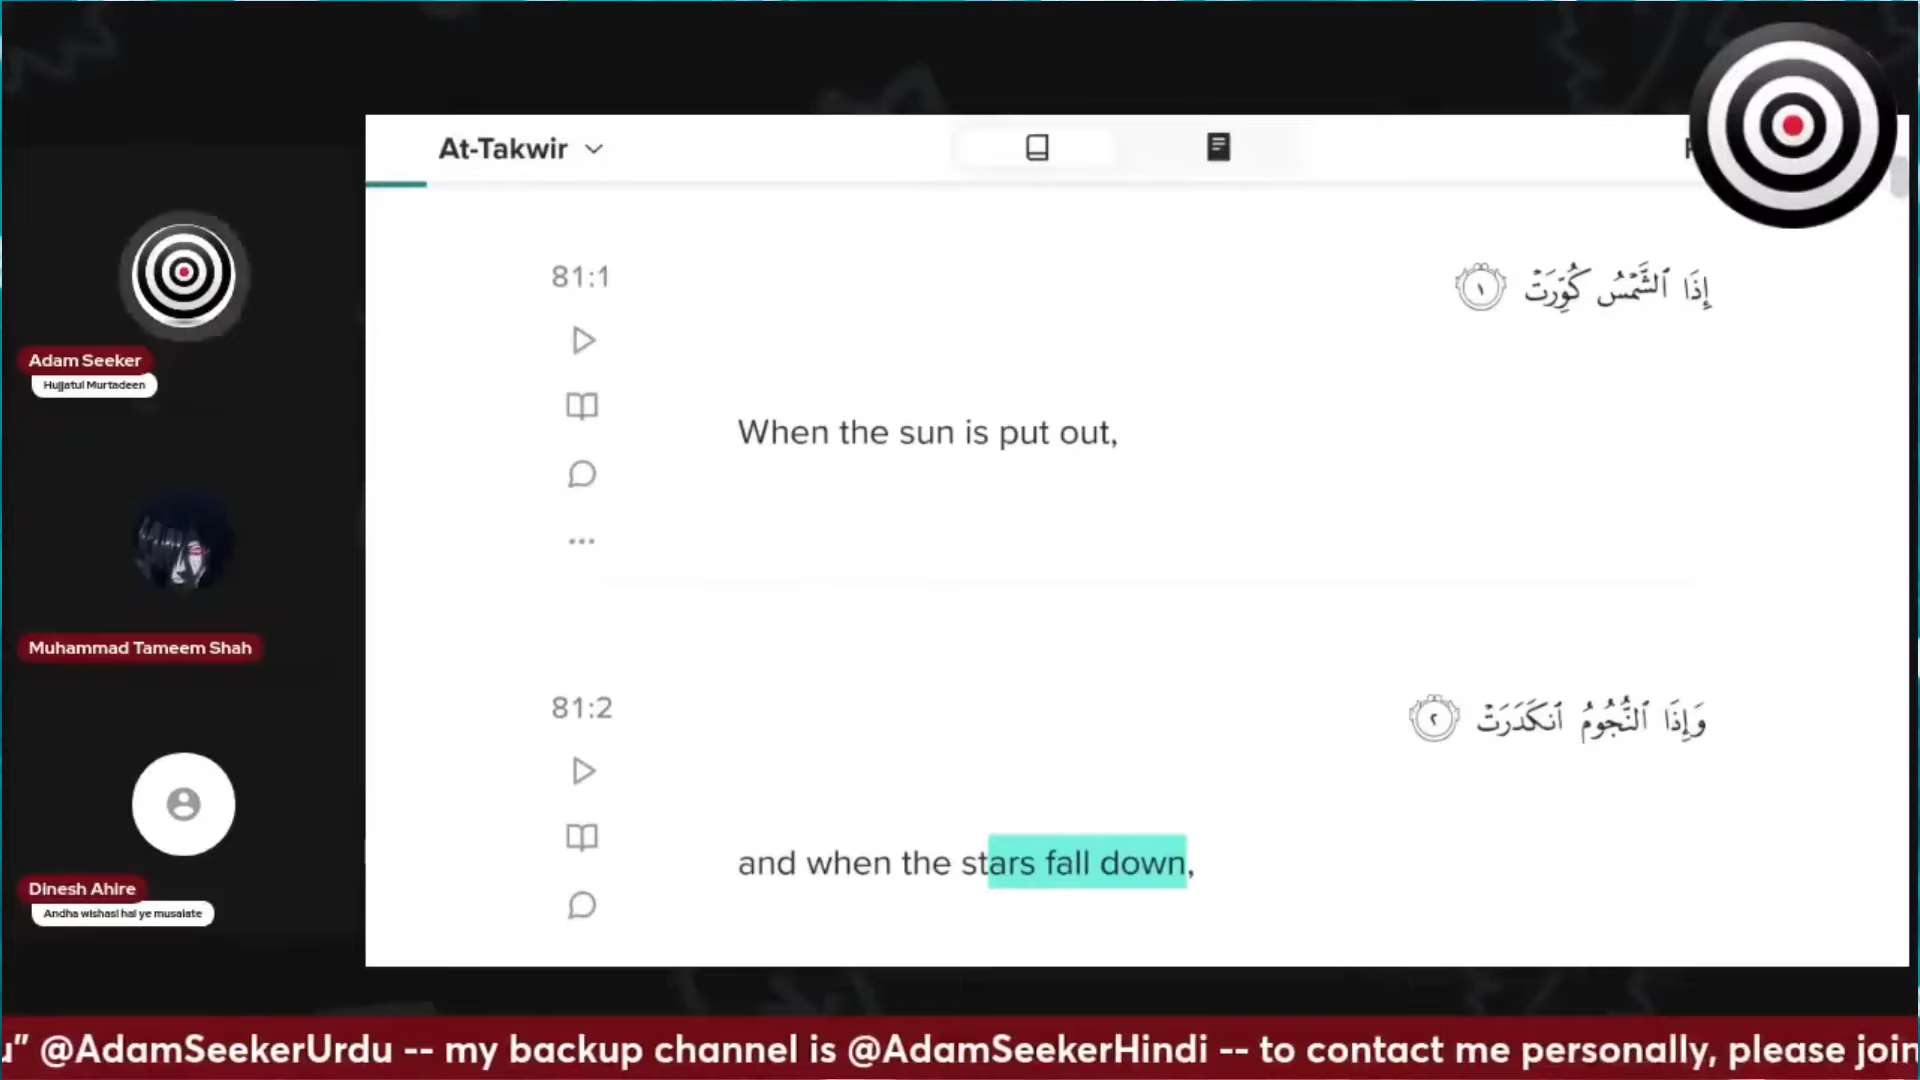 At-Takwir
81:1
إِذَا ٱلشَّمْسُ كُوِّرَتْ ١
When the sun is put out,
81:2
وَإِذَا ٱلنُّجُومُ ٱنكَدَرَتْ ٢
and when the stars fall down,
Adam Seeker
Hujjatul Murtadeen
Muhammad Tameem Shah
Dinesh Ahire
Andha wishasi hai ye musalate
u" @AdamSeekerUrdu -- my backup channel is @AdamSeekerHindi -- to contact me personally, please join